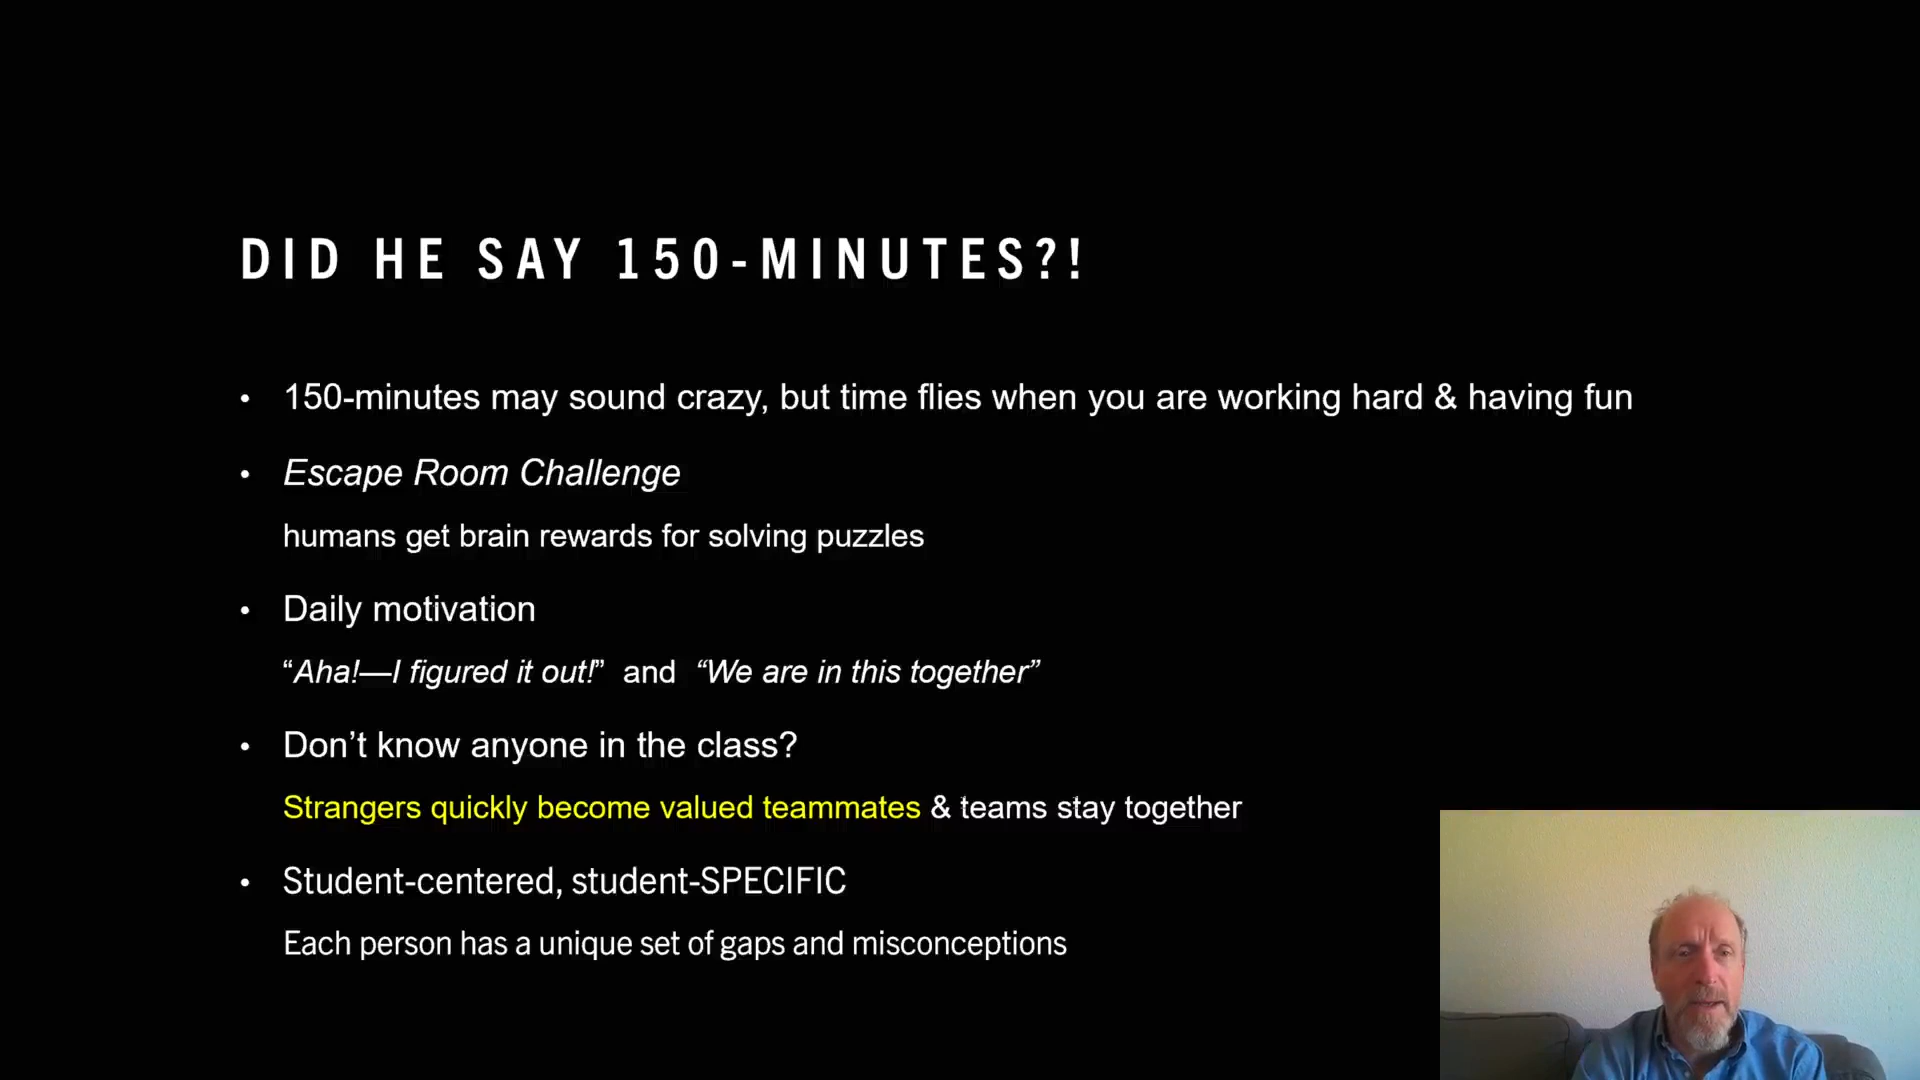 DID HE SAY 150-MINUTES?!
• 150-minutes may sound crazy, but time flies when you are working hard & having fun
• Escape Room Challenge
humans get brain rewards for solving puzzles
• Daily motivation
“Aha!—I figured it out!” and “We are in this together”
• Don’t know anyone in the class?
Strangers quickly become valued teammates & teams stay together
• Student-centered, student-SPECIFIC
Each person has a unique set of gaps and misconceptions